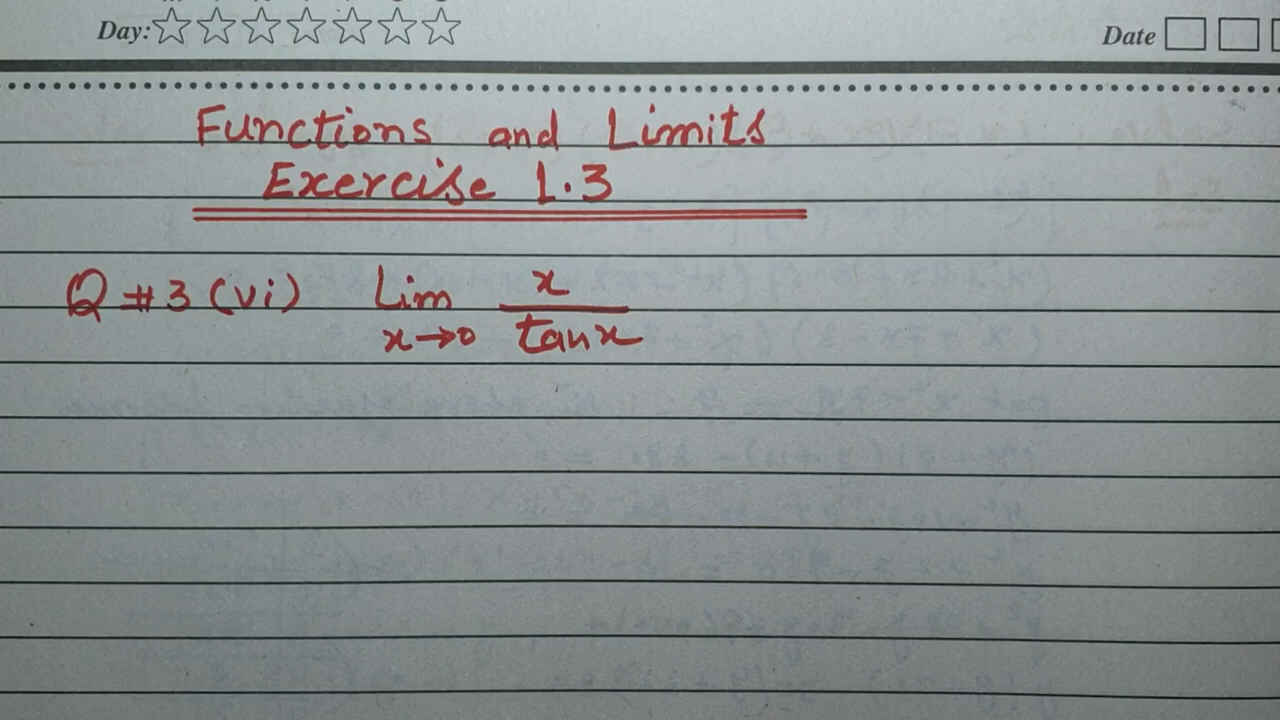 Day:
Date
Functions and Limits
Exercise 1.3
Q # 3 (vi) Lim x→0 x/tanx